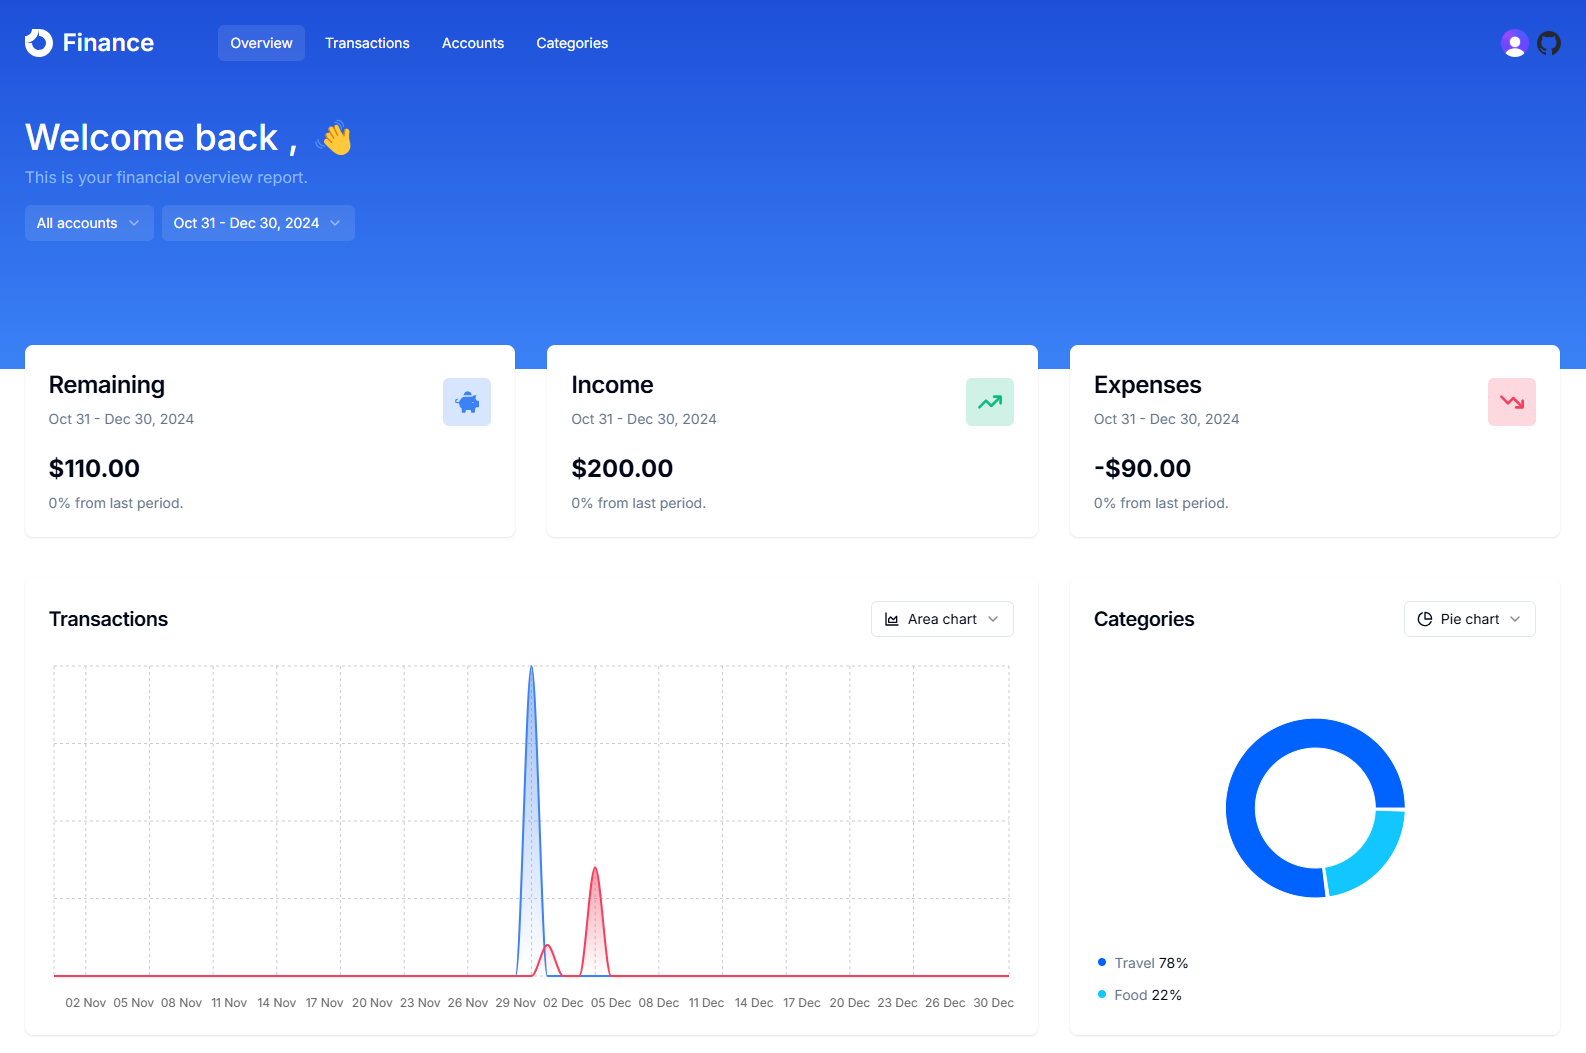 Finance
Overview Transactions Accounts Categories
Welcome back , 👋
This is your financial overview report.
All accounts Oct 31 - Dec 30, 2024
Remaining
Oct 31 - Dec 30, 2024
$110.00
0% from last period.
Income
Oct 31 - Dec 30, 2024
$200.00
0% from last period.
Expenses
Oct 31 - Dec 30, 2024
-$90.00
0% from last period.
Transactions
Area chart
02 Nov 05 Nov 08 Nov 11 Nov 14 Nov 17 Nov 20 Nov 23 Nov 26 Nov 29 Nov 02 Dec 05 Dec 08 Dec 11 Dec 14 Dec 17 Dec 20 Dec 23 Dec 26 Dec 30 Dec
Categories
Pie chart
Travel 78%
Food 22%